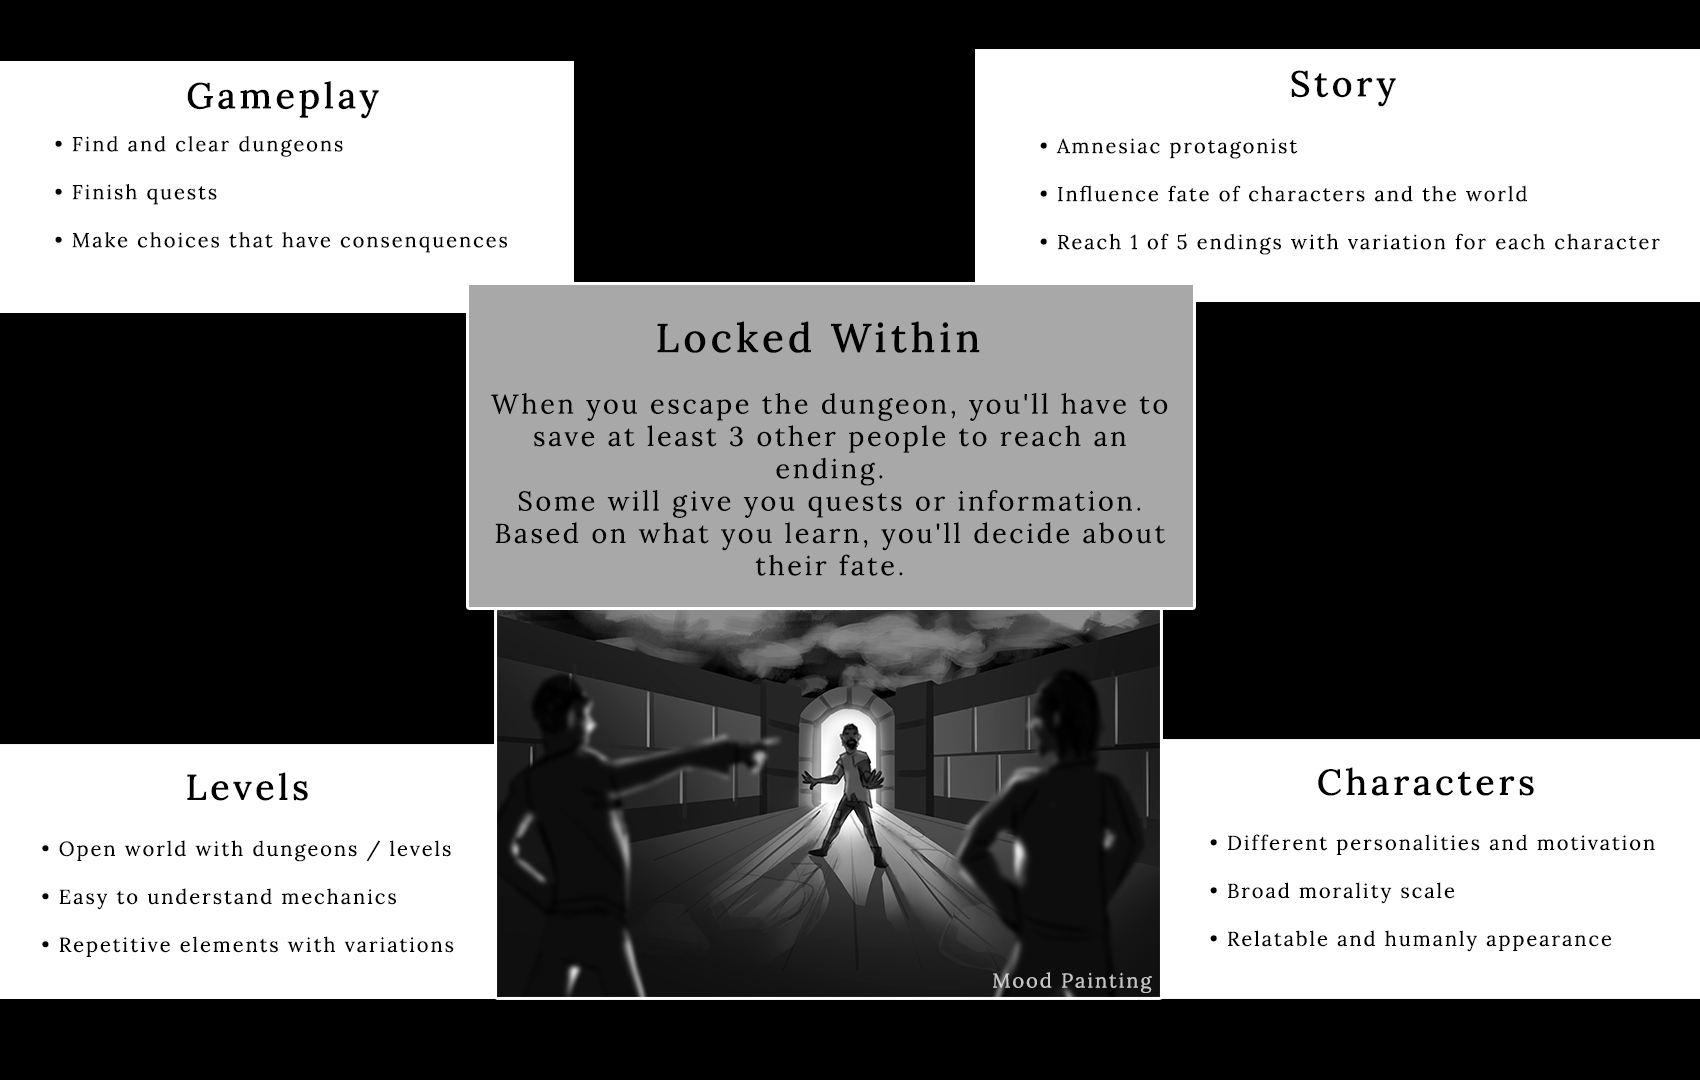 Gameplay
• Find and clear dungeons
• Finish quests
• Make choices that have consenquences
Story
• Amnesiac protagonist
• Influence fate of characters and the world
• Reach 1 of 5 endings with variation for each character
Locked Within
When you escape the dungeon, you'll have to
save at least 3 other people to reach an
ending.
Some will give you quests or information.
Based on what you learn, you'll decide about
their fate.
Levels
• Open world with dungeons / levels
• Easy to understand mechanics
• Repetitive elements with variations
Mood Painting
Characters
• Different personalities and motivation
• Broad morality scale
• Relatable and humanly appearance